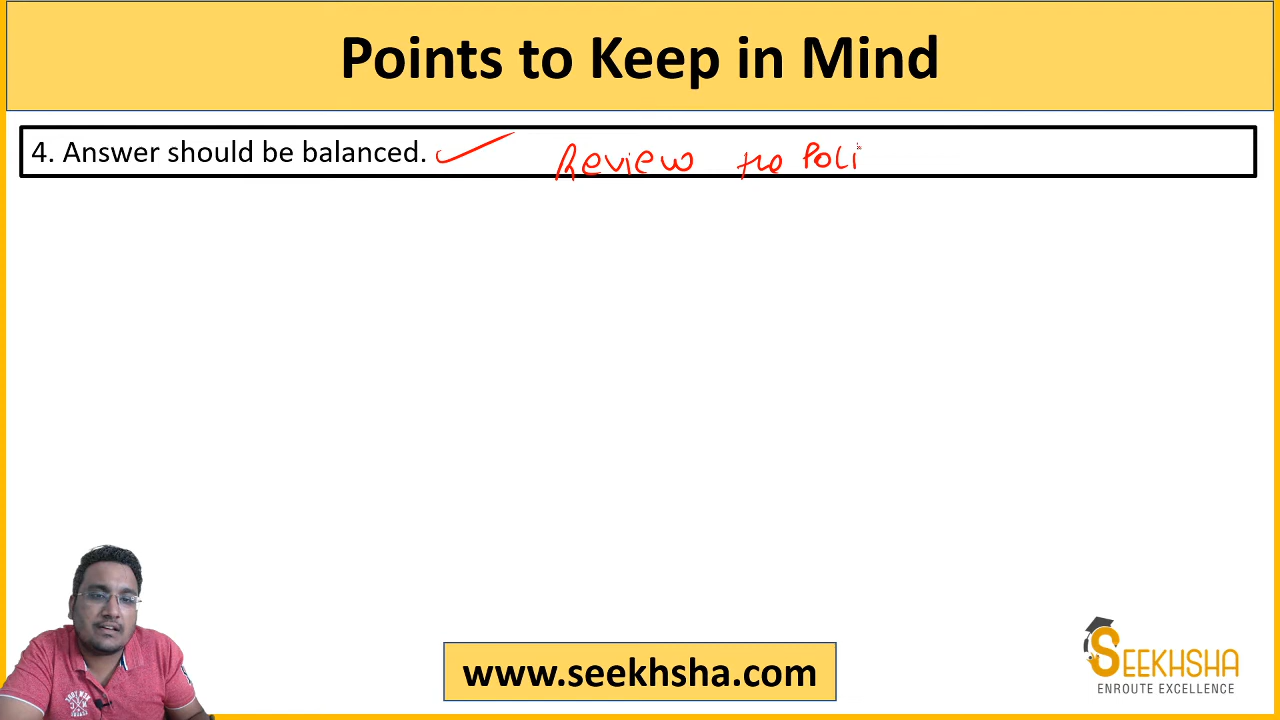 Points to Keep in Mind
4. Answer should be balanced. Review the Poli
www.seekhsha.com
SEEKHSHA
ENROUTE EXCELLENCE